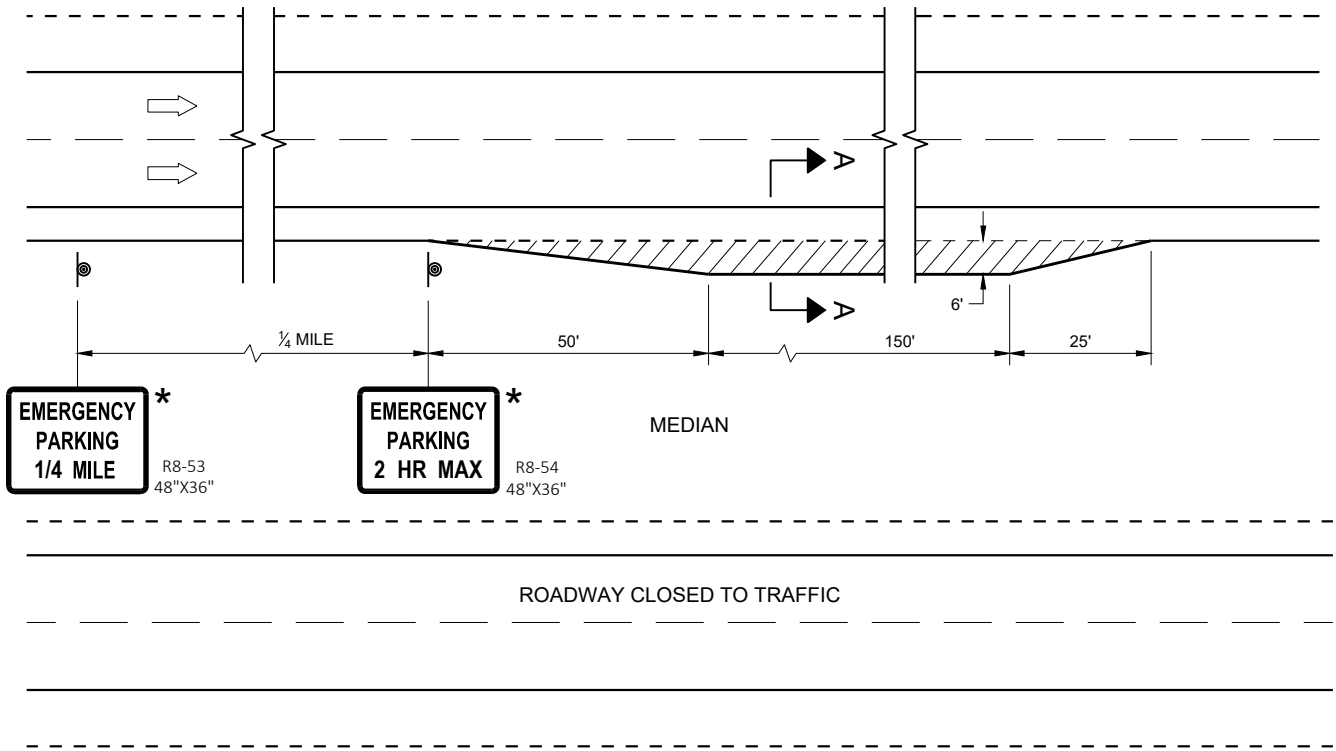 A
A
6'
¼ MILE
50'
150'
25'
EMERGENCY
PARKING
1/4 MILE
*
R8-53
48"X36"
EMERGENCY
PARKING
2 HR MAX
*
R8-54
48"X36"
MEDIAN
ROADWAY CLOSED TO TRAFFIC